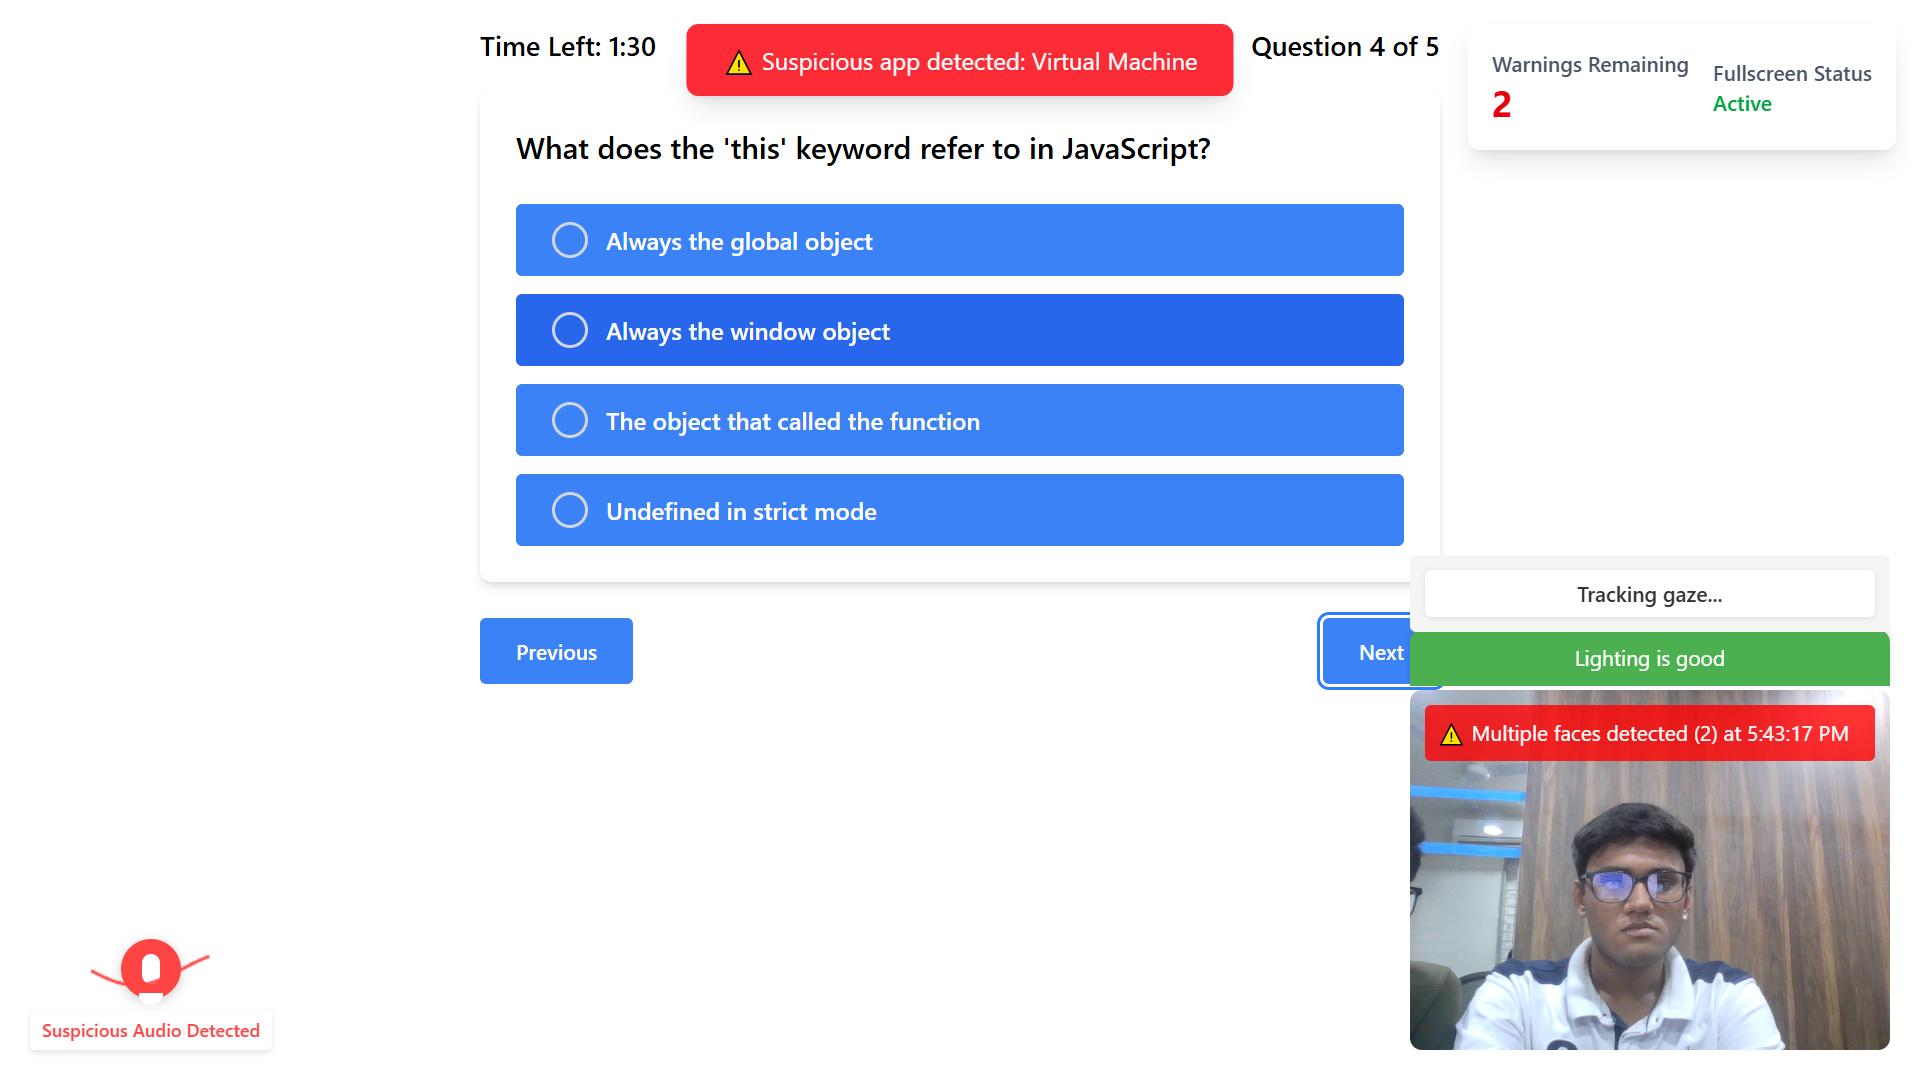 Time Left: 1:30
⚠ Suspicious app detected: Virtual Machine
Question 4 of 5
Warnings Remaining
2
Fullscreen Status
Active
What does the 'this' keyword refer to in JavaScript?
Always the global object
Always the window object
The object that called the function
Undefined in strict mode
Previous
Next
Tracking gaze...
Lighting is good
⚠ Multiple faces detected (2) at 5:43:17 PM
Suspicious Audio Detected